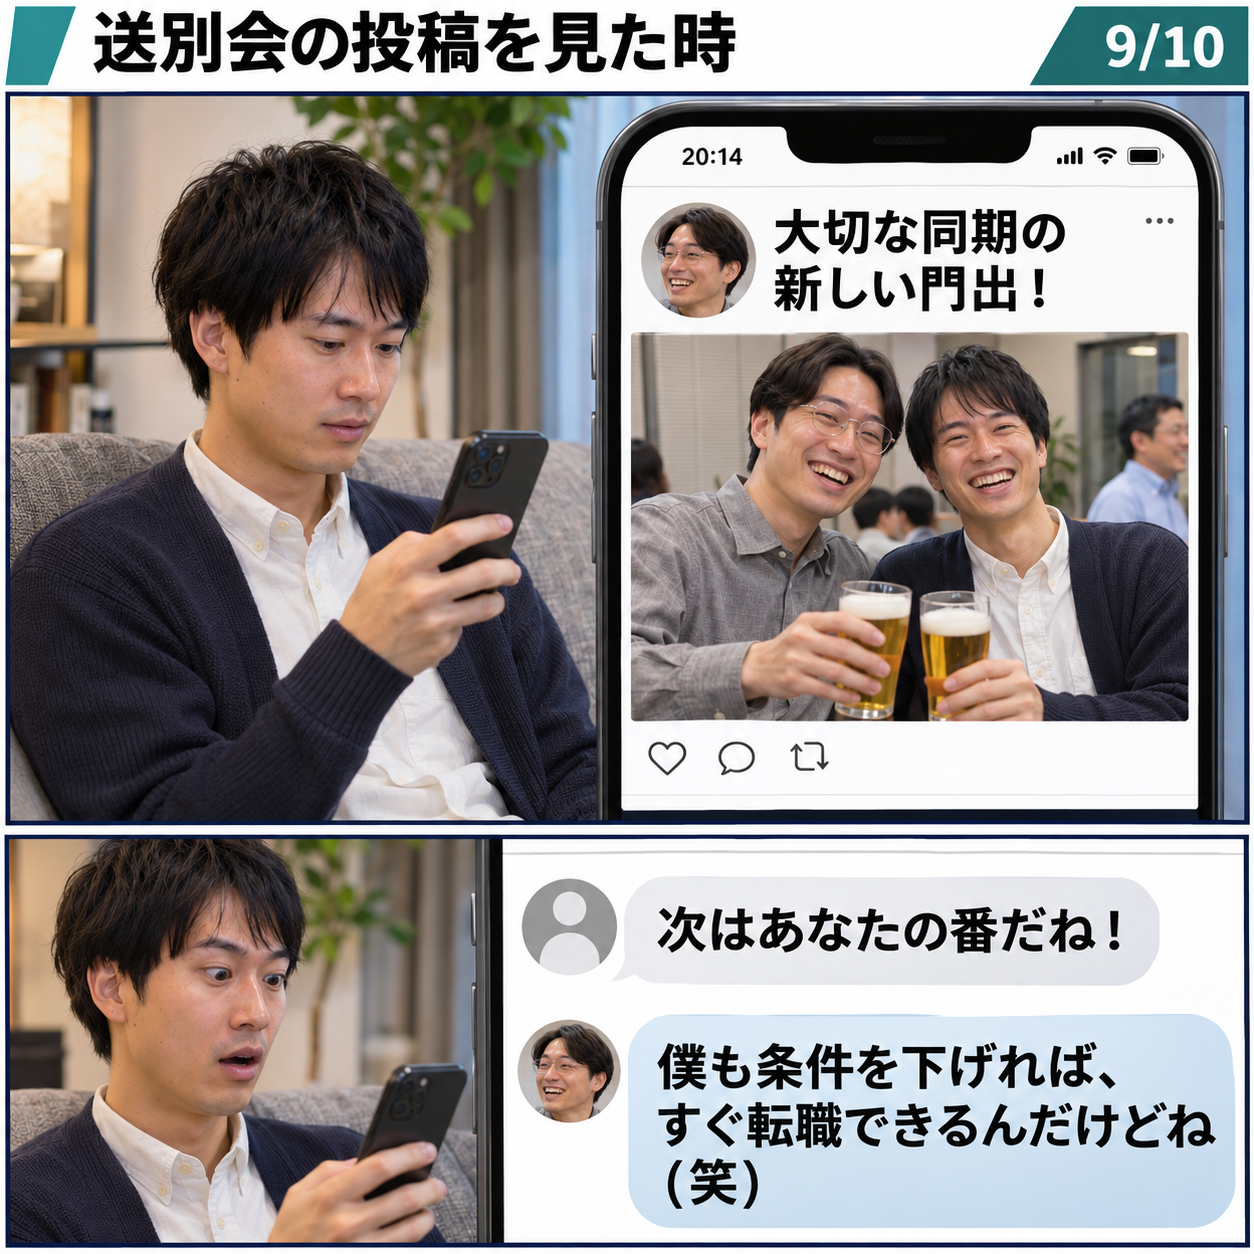 送別会の投稿を見た時
9/10
20:14
大切な同期の
新しい門出！
次はあなたの番だね！
僕も条件を下げれば、
すぐ転職できるんだけどね
(笑)